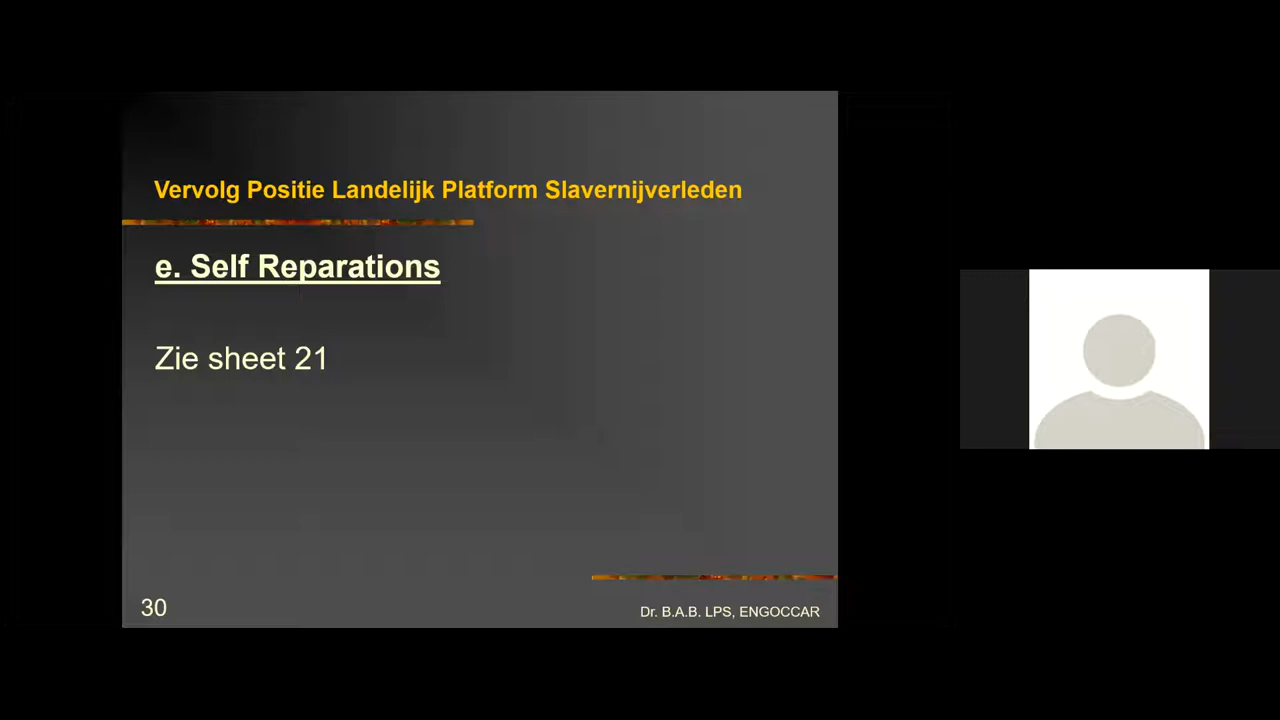 Vervolg Positie Landelijk Platform Slavernijverleden
e. Self Reparations
Zie sheet 21
30
Dr. B.A.B. LPS, ENGOCCAR